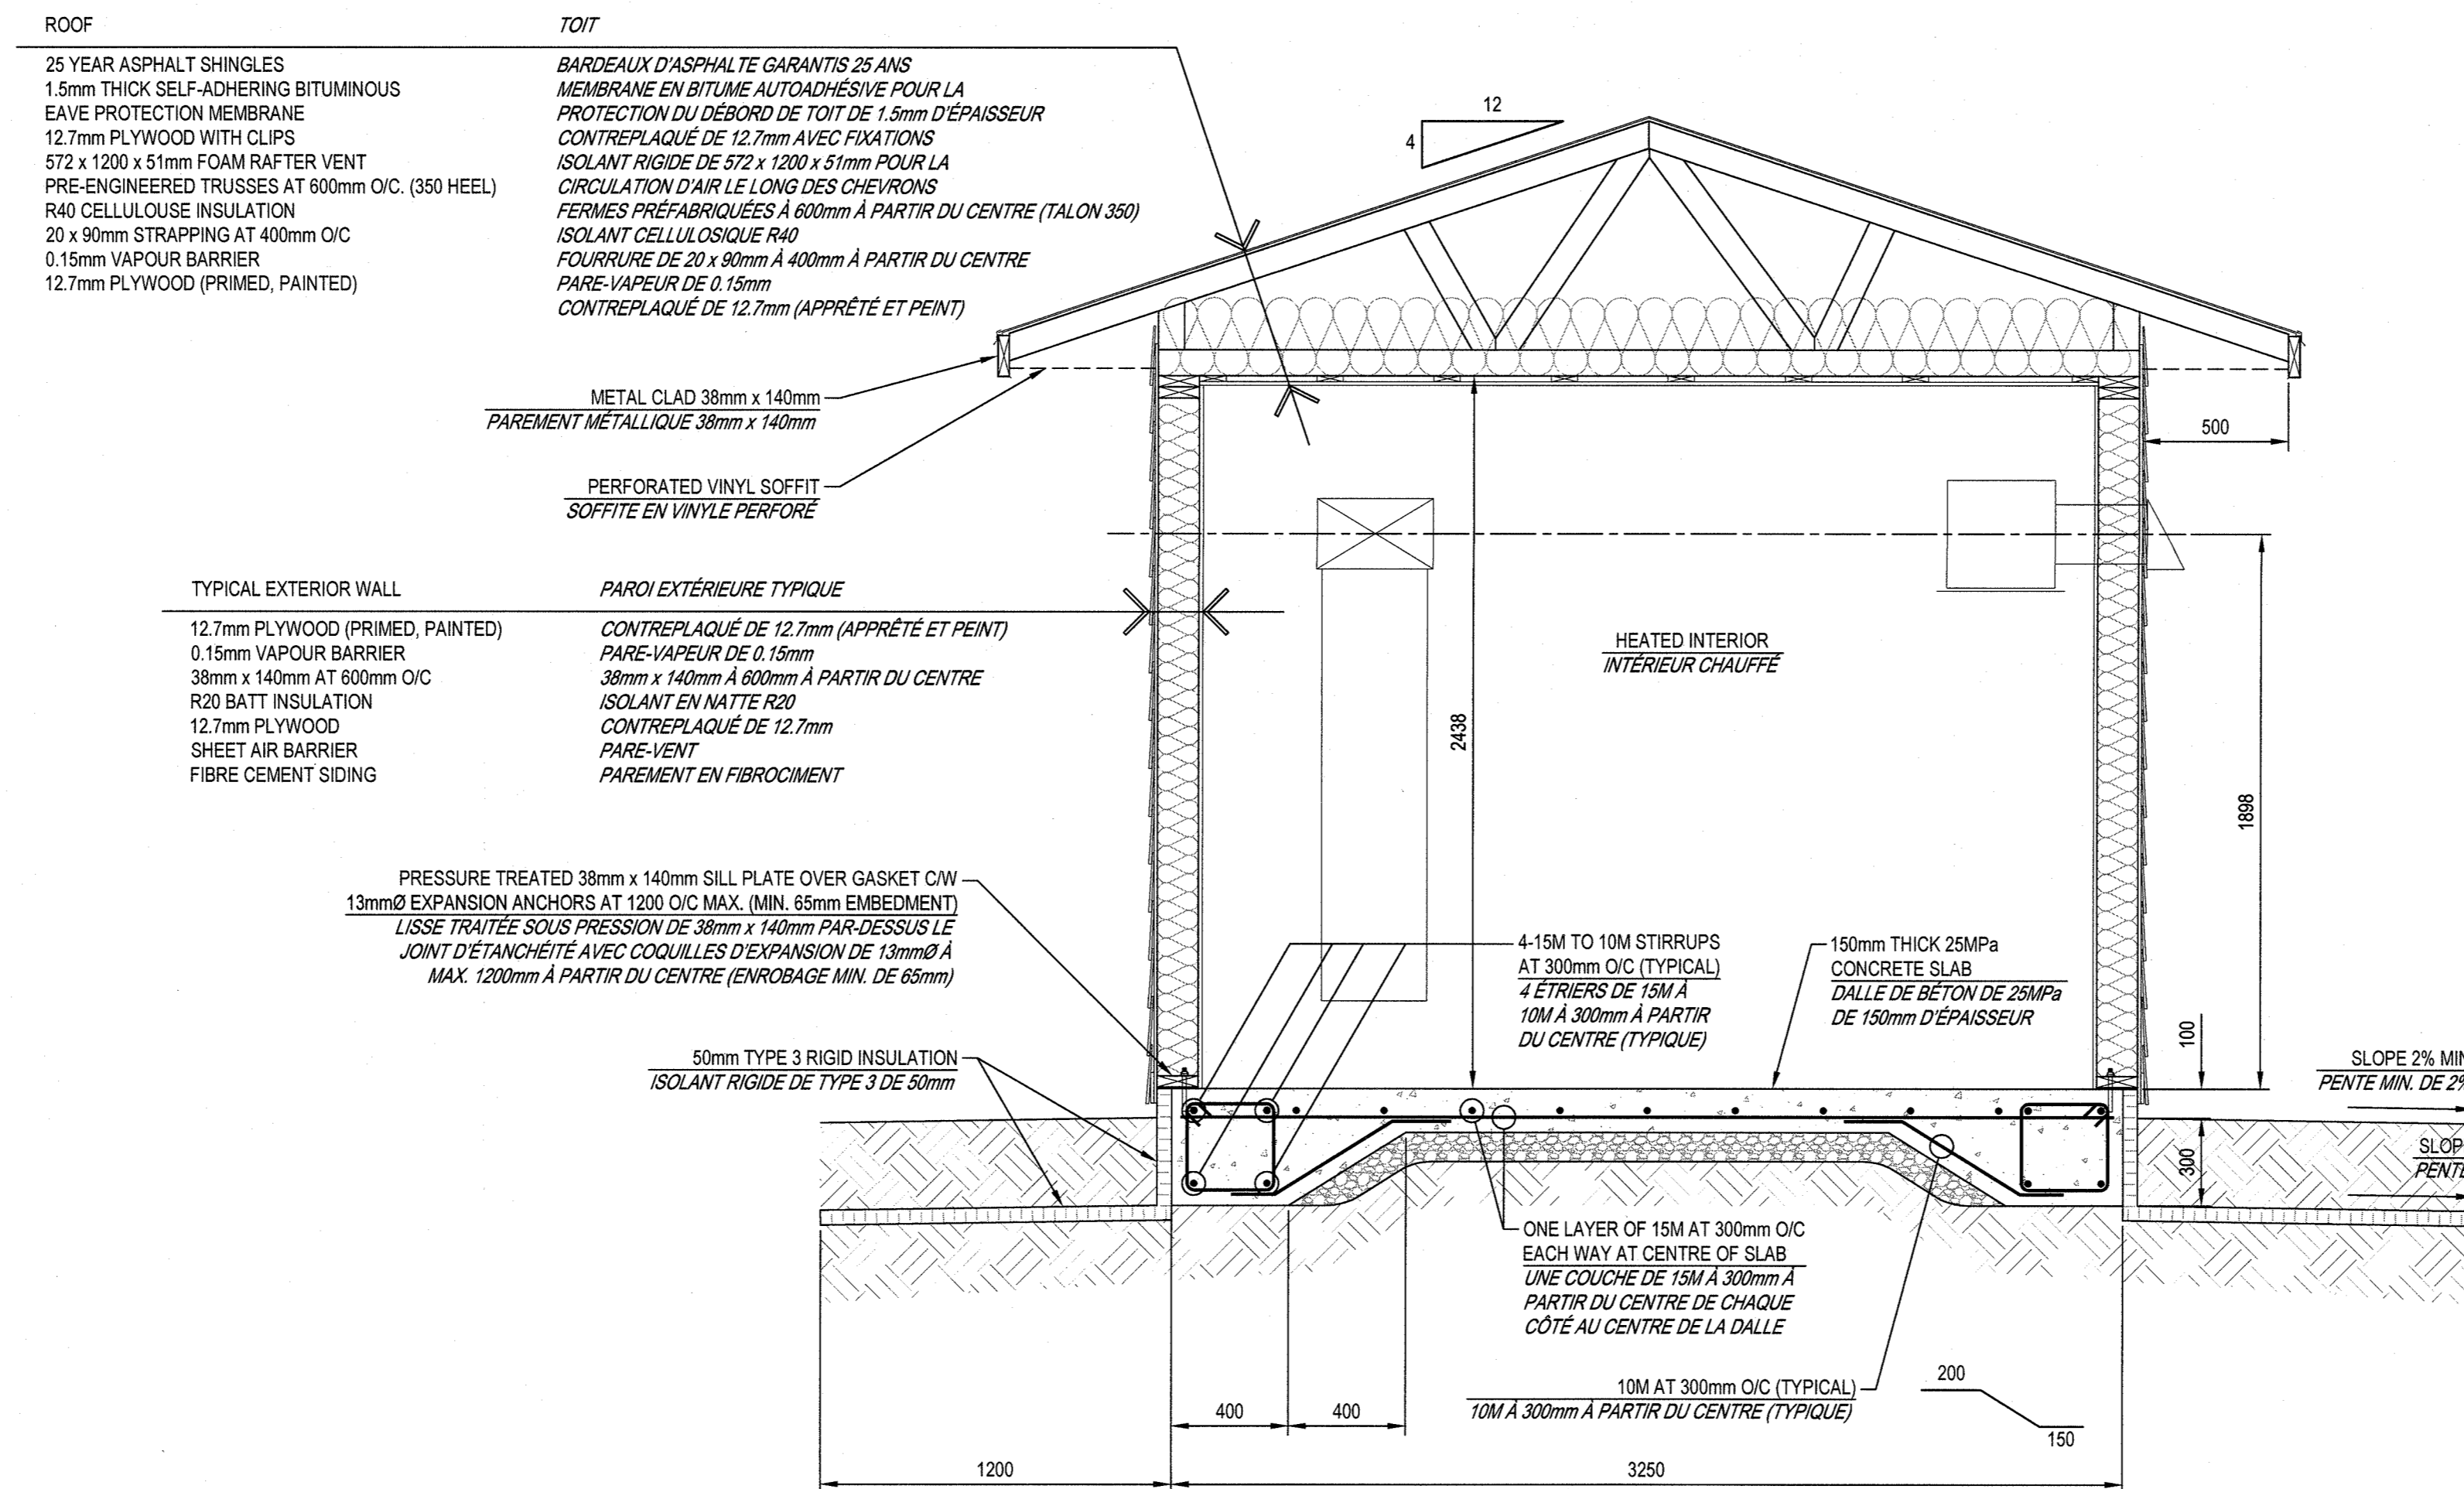 ROOF
TOIT
25 YEAR ASPHALT SHINGLES
1.5mm THICK SELF-ADHERING BITUMINOUS
EAVE PROTECTION MEMBRANE
12.7mm PLYWOOD WITH CLIPS
572 x 1200 x 51mm FOAM RAFTER VENT
PRE-ENGINEERED TRUSSES AT 600mm O/C. (350 HEEL)
R40 CELLULOUSE INSULATION
20 x 90mm STRAPPING AT 400mm O/C
0.15mm VAPOUR BARRIER
12.7mm PLYWOOD (PRIMED, PAINTED)
BARDEAUX D'ASPHALTE GARANTIS 25 ANS
MEMBRANE EN BITUME AUTOADHÉSIVE POUR LA
PROTECTION DU DÉBORD DE TOIT DE 1.5mm D'ÉPAISSEUR
CONTREPLAQUÉ DE 12.7mm AVEC FIXATIONS
ISOLANT RIGIDE DE 572 x 1200 x 51mm POUR LA
CIRCULATION D'AIR LE LONG DES CHEVRONS
FERMES PRÉFABRIQUÉES À 600mm À PARTIR DU CENTRE (TALON 350)
ISOLANT CELLULOSIQUE R40
FOURRURE DE 20 x 90mm À 400mm À PARTIR DU CENTRE
PARE-VAPEUR DE 0.15mm
CONTREPLAQUÉ DE 12.7mm (APPRÊTÉ ET PEINT)
12
4
METAL CLAD 38mm x 140mm
PAREMENT MÉTALLIQUE 38mm x 140mm
500
PERFORATED VINYL SOFFIT
SOFFITE EN VINYLE PERFORÉ
TYPICAL EXTERIOR WALL
PAROI EXTÉRIEURE TYPIQUE
12.7mm PLYWOOD (PRIMED, PAINTED)
0.15mm VAPOUR BARRIER
38mm x 140mm AT 600mm O/C
R20 BATT INSULATION
12.7mm PLYWOOD
SHEET AIR BARRIER
FIBRE CEMENT SIDING
CONTREPLAQUÉ DE 12.7mm (APPRÊTÉ ET PEINT)
PARE-VAPEUR DE 0.15mm
38mm x 140mm À 600mm À PARTIR DU CENTRE
ISOLANT EN NATTE R20
CONTREPLAQUÉ DE 12.7mm
PARE-VENT
PAREMENT EN FIBROCIMENT
HEATED INTERIOR
INTÉRIEUR CHAUFFÉ
2438
1898
PRESSURE TREATED 38mm x 140mm SILL PLATE OVER GASKET C/W
13mmØ EXPANSION ANCHORS AT 1200 O/C MAX. (MIN. 65mm EMBEDMENT)
LISSE TRAITÉE SOUS PRESSION DE 38mm x 140mm PAR-DESSUS LE
JOINT D'ÉTANCHÉITÉ AVEC COQUILLES D'EXPANSION DE 13mmØ À
MAX. 1200mm À PARTIR DU CENTRE (ENROBAGE MIN. DE 65mm)
4-15M TO 10M STIRRUPS
AT 300mm O/C (TYPICAL)
4 ÉTRIERS DE 15M À
10M À 300mm À PARTIR
DU CENTRE (TYPIQUE)
150mm THICK 25MPa
CONCRETE SLAB
DALLE DE BÉTON DE 25MPa
DE 150mm D'ÉPAISSEUR
100
50mm TYPE 3 RIGID INSULATION
ISOLANT RIGIDE DE TYPE 3 DE 50mm
SLOPE 2% MIN
PENTE MIN. DE 2%
300
SLOP
PENTE
ONE LAYER OF 15M AT 300mm O/C
EACH WAY AT CENTRE OF SLAB
UNE COUCHE DE 15M À 300mm À
PARTIR DU CENTRE DE CHAQUE
CÔTÉ AU CENTRE DE LA DALLE
10M AT 300mm O/C (TYPICAL)
10M À 300mm À PARTIR DU CENTRE (TYPIQUE)
200
150
400
400
1200
3250